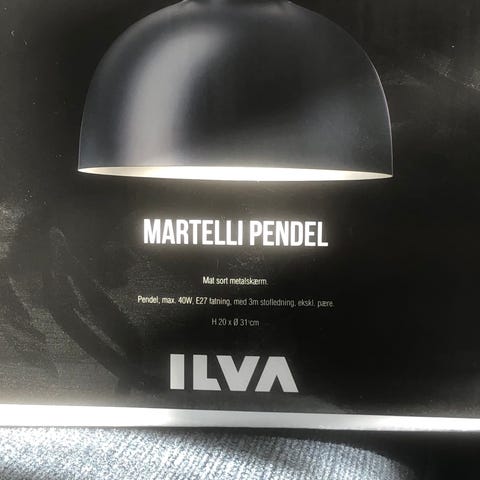 MARTELLI PENDEL
Mat sort metalskærm.
Pendel, max. 40W, E27 fatning, med 3m stofledning, ekskl. pære.
H 20 x Ø 31 cm
ILVA